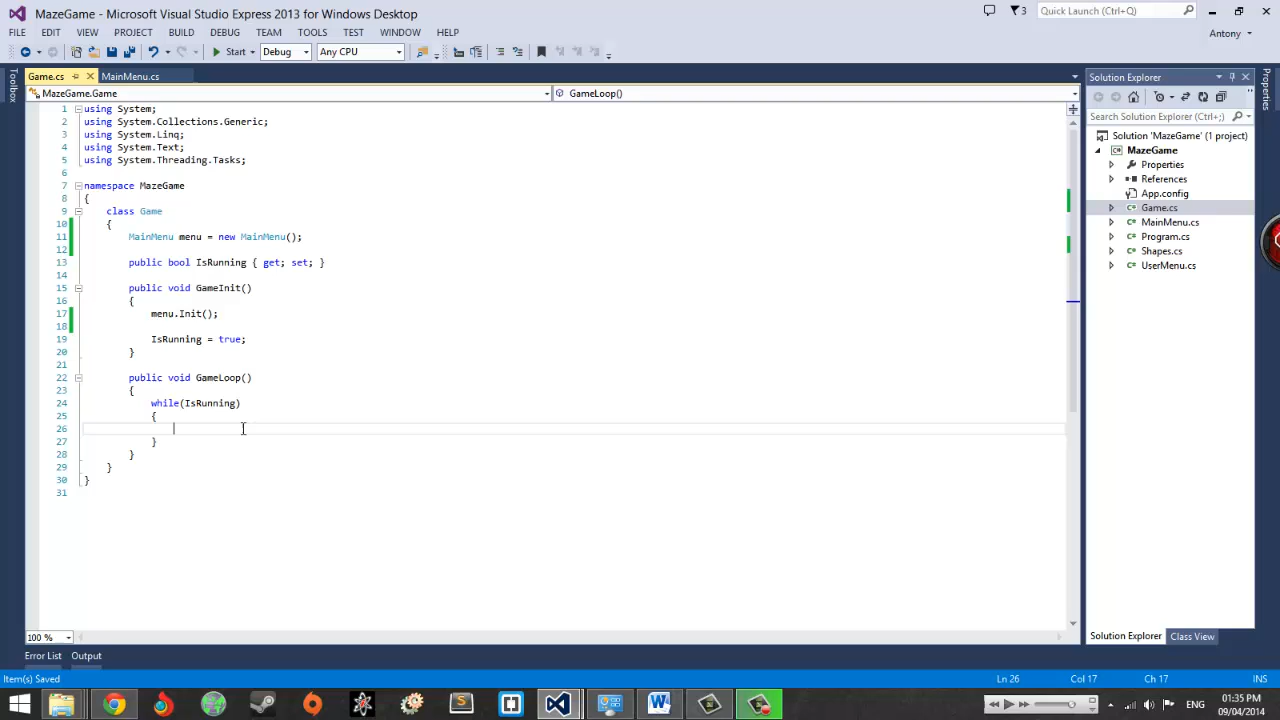 MazeGame - Microsoft Visual Studio Express 2013 for Windows Desktop
3
Quick Launch (Ctrl+Q)
FILE EDIT VIEW PROJECT BUILD DEBUG TEAM TOOLS TEST WINDOW HELP
Antony
Start Debug Any CPU
Toolbox
Game.cs MainMenu.cs
MazeGame.Game GameLoop()
1 using System;
2 using System.Collections.Generic;
3 using System.Linq;
4 using System.Text;
5 using System.Threading.Tasks;
6
7 namespace MazeGame
8 {
9 class Game
10 {
11 MainMenu menu = new MainMenu();
12
13 public bool IsRunning { get; set; }
14
15 public void GameInit()
16 {
17 menu.Init();
18
19 IsRunning = true;
20 }
21
22 public void GameLoop()
23 {
24 while(IsRunning)
25 {
26
27 }
28 }
29 }
30 }
31
100 %
Solution Explorer
Search Solution Explorer (Ctrl+;)
Solution 'MazeGame' (1 project)
MazeGame
Properties
References
App.config
Game.cs
MainMenu.cs
Program.cs
Shapes.cs
UserMenu.cs
Solution Explorer Class View
Properties
Error List Output
Item(s) Saved Ln 26 Col 17 Ch 17 INS
ENG
01:35 PM
09/04/2014